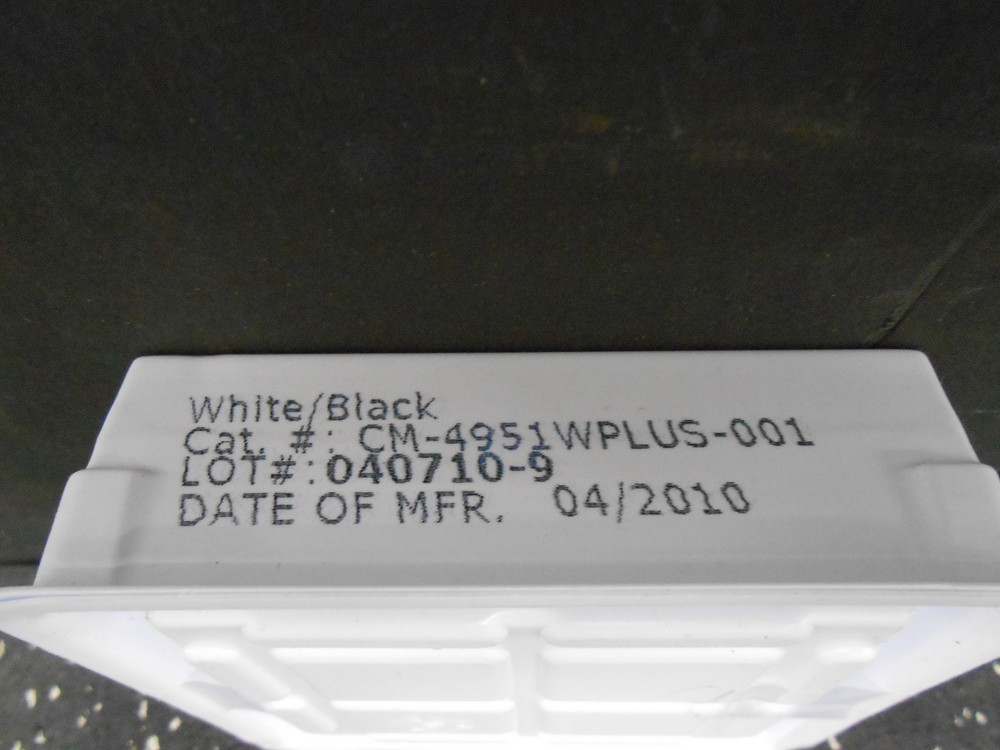 White/Black
Cat. #: CM-4951WPLUS-001
LOT#:040710-9
DATE OF MFR. 04/2010